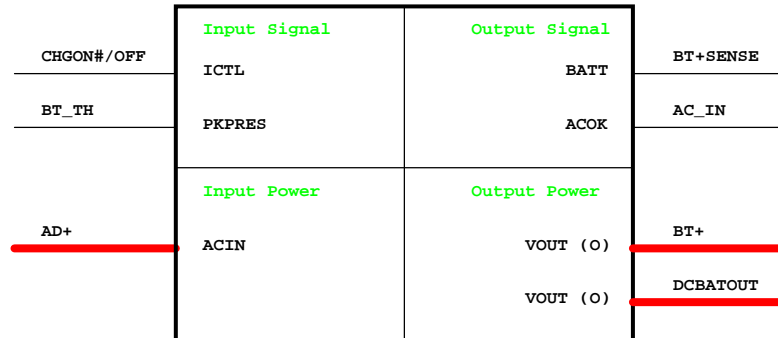 Input Signal Output Signal
CHGON#/OFF BT+SENSE
ICTL BATT
BT_TH AC_IN
PKPRES ACOK
Input Power Output Power
AD+ BT+
ACIN VOUT (O)
DCBATOUT
VOUT (O)